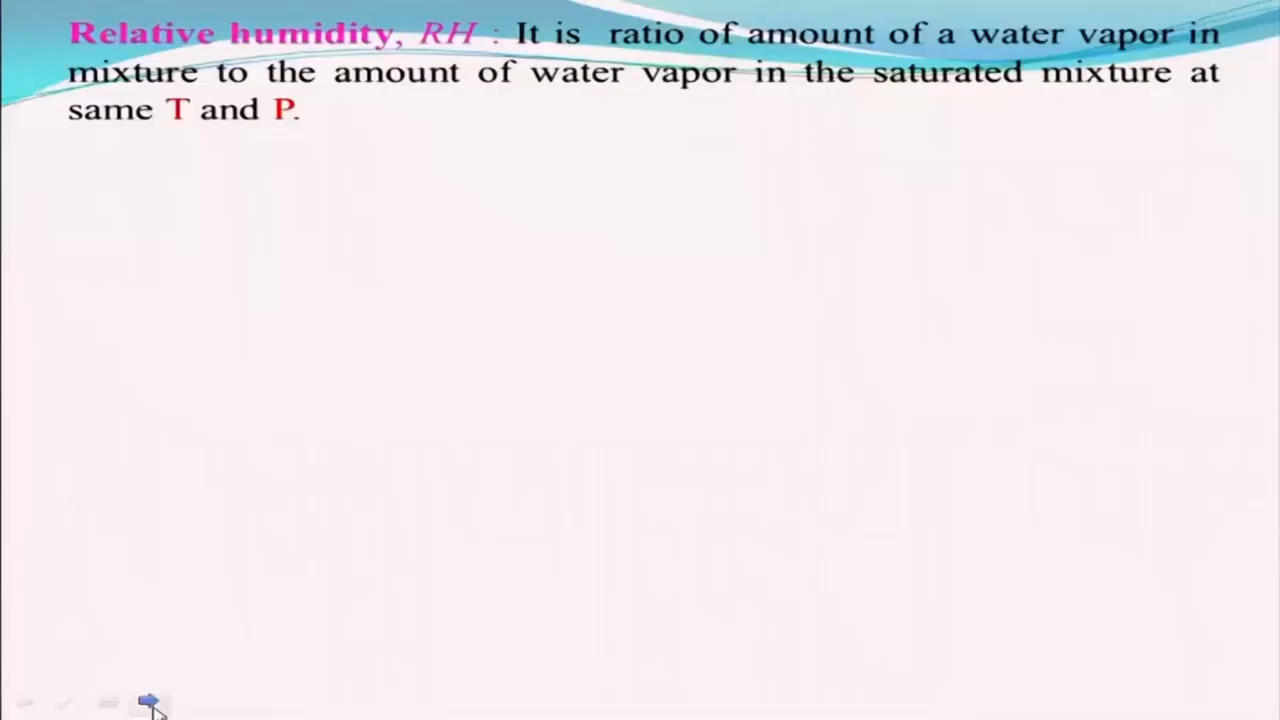 Relative humidity, RH : It is ratio of amount of a water vapor in
mixture to the amount of water vapor in the saturated mixture at
same T and P.